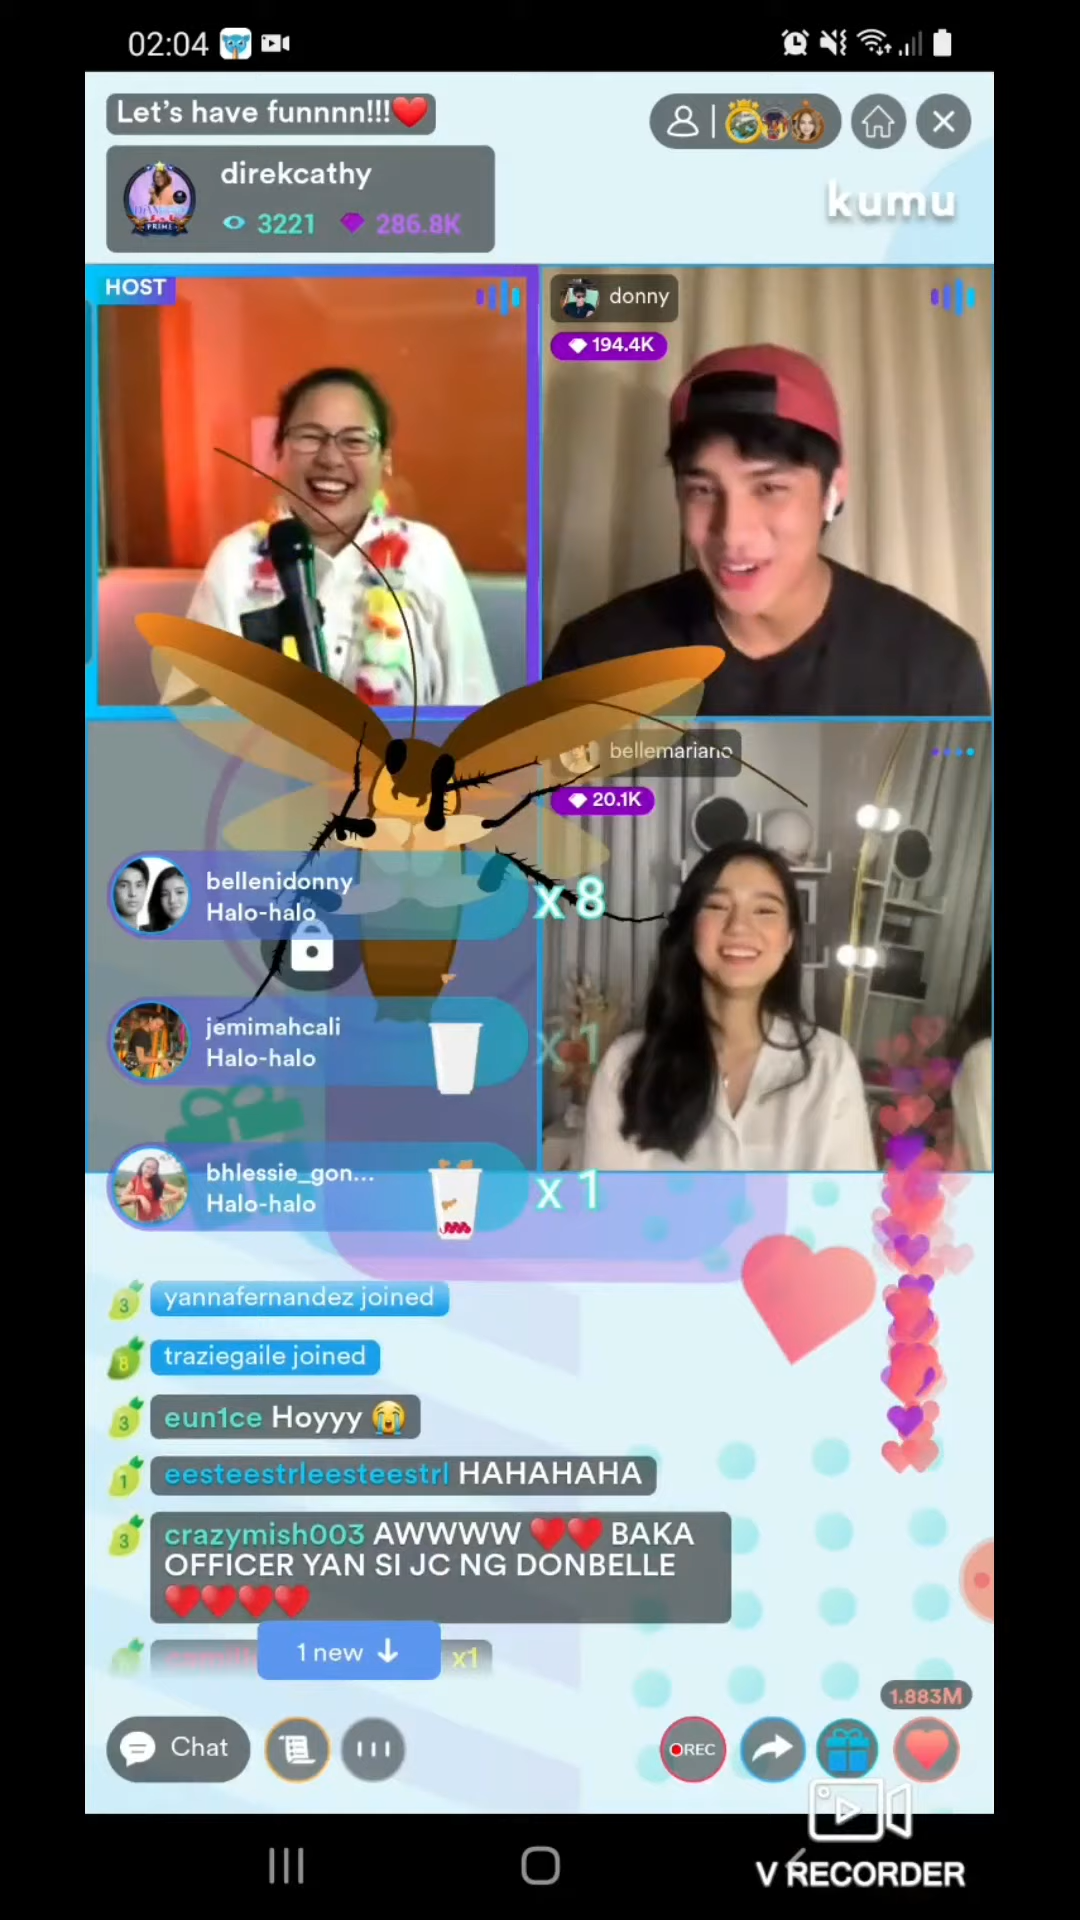 02:04
Let's have funnnn!!!❤️
direkcathy
3221 286.8K
kumu
HOST
donny
194.4K
bellemariano
20.1K
bellenidonny
Halo-halo
x 8
jemimahcali
Halo-halo
x 1
bhlessie_gon...
Halo-halo
x 1
3 yannafernandez joined
8 traziegaile joined
3 eun1ce Hoyyy 😭
1 eesteestrleesteestrl HAHAHAHA
3 crazymish003 AWWWW ❤️❤️ BAKA
OFFICER YAN SI JC NG DONBELLE
❤️❤️❤️❤️
1 new ↓
x1
1.883M
Chat
REC
V RECORDER